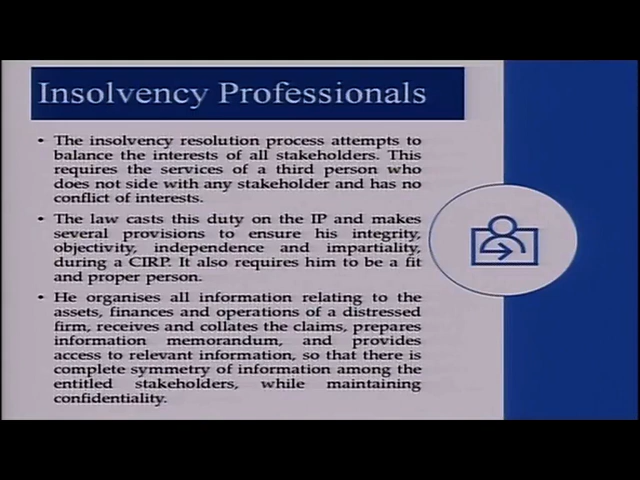 Insolvency Professionals
• The insolvency resolution process attempts to
balance the interests of all stakeholders. This
requires the services of a third person who
does not side with any stakeholder and has no
conflict of interests.
• The law casts this duty on the IP and makes
several provisions to ensure his integrity,
objectivity, independence and impartiality,
during a CIRP. It also requires him to be a fit
and proper person.
• He organises all information relating to the
assets, finances and operations of a distressed
firm, receives and collates the claims, prepares
information memorandum, and provides
access to relevant information, so that there is
complete symmetry of information among the
entitled stakeholders, while maintaining
confidentiality.